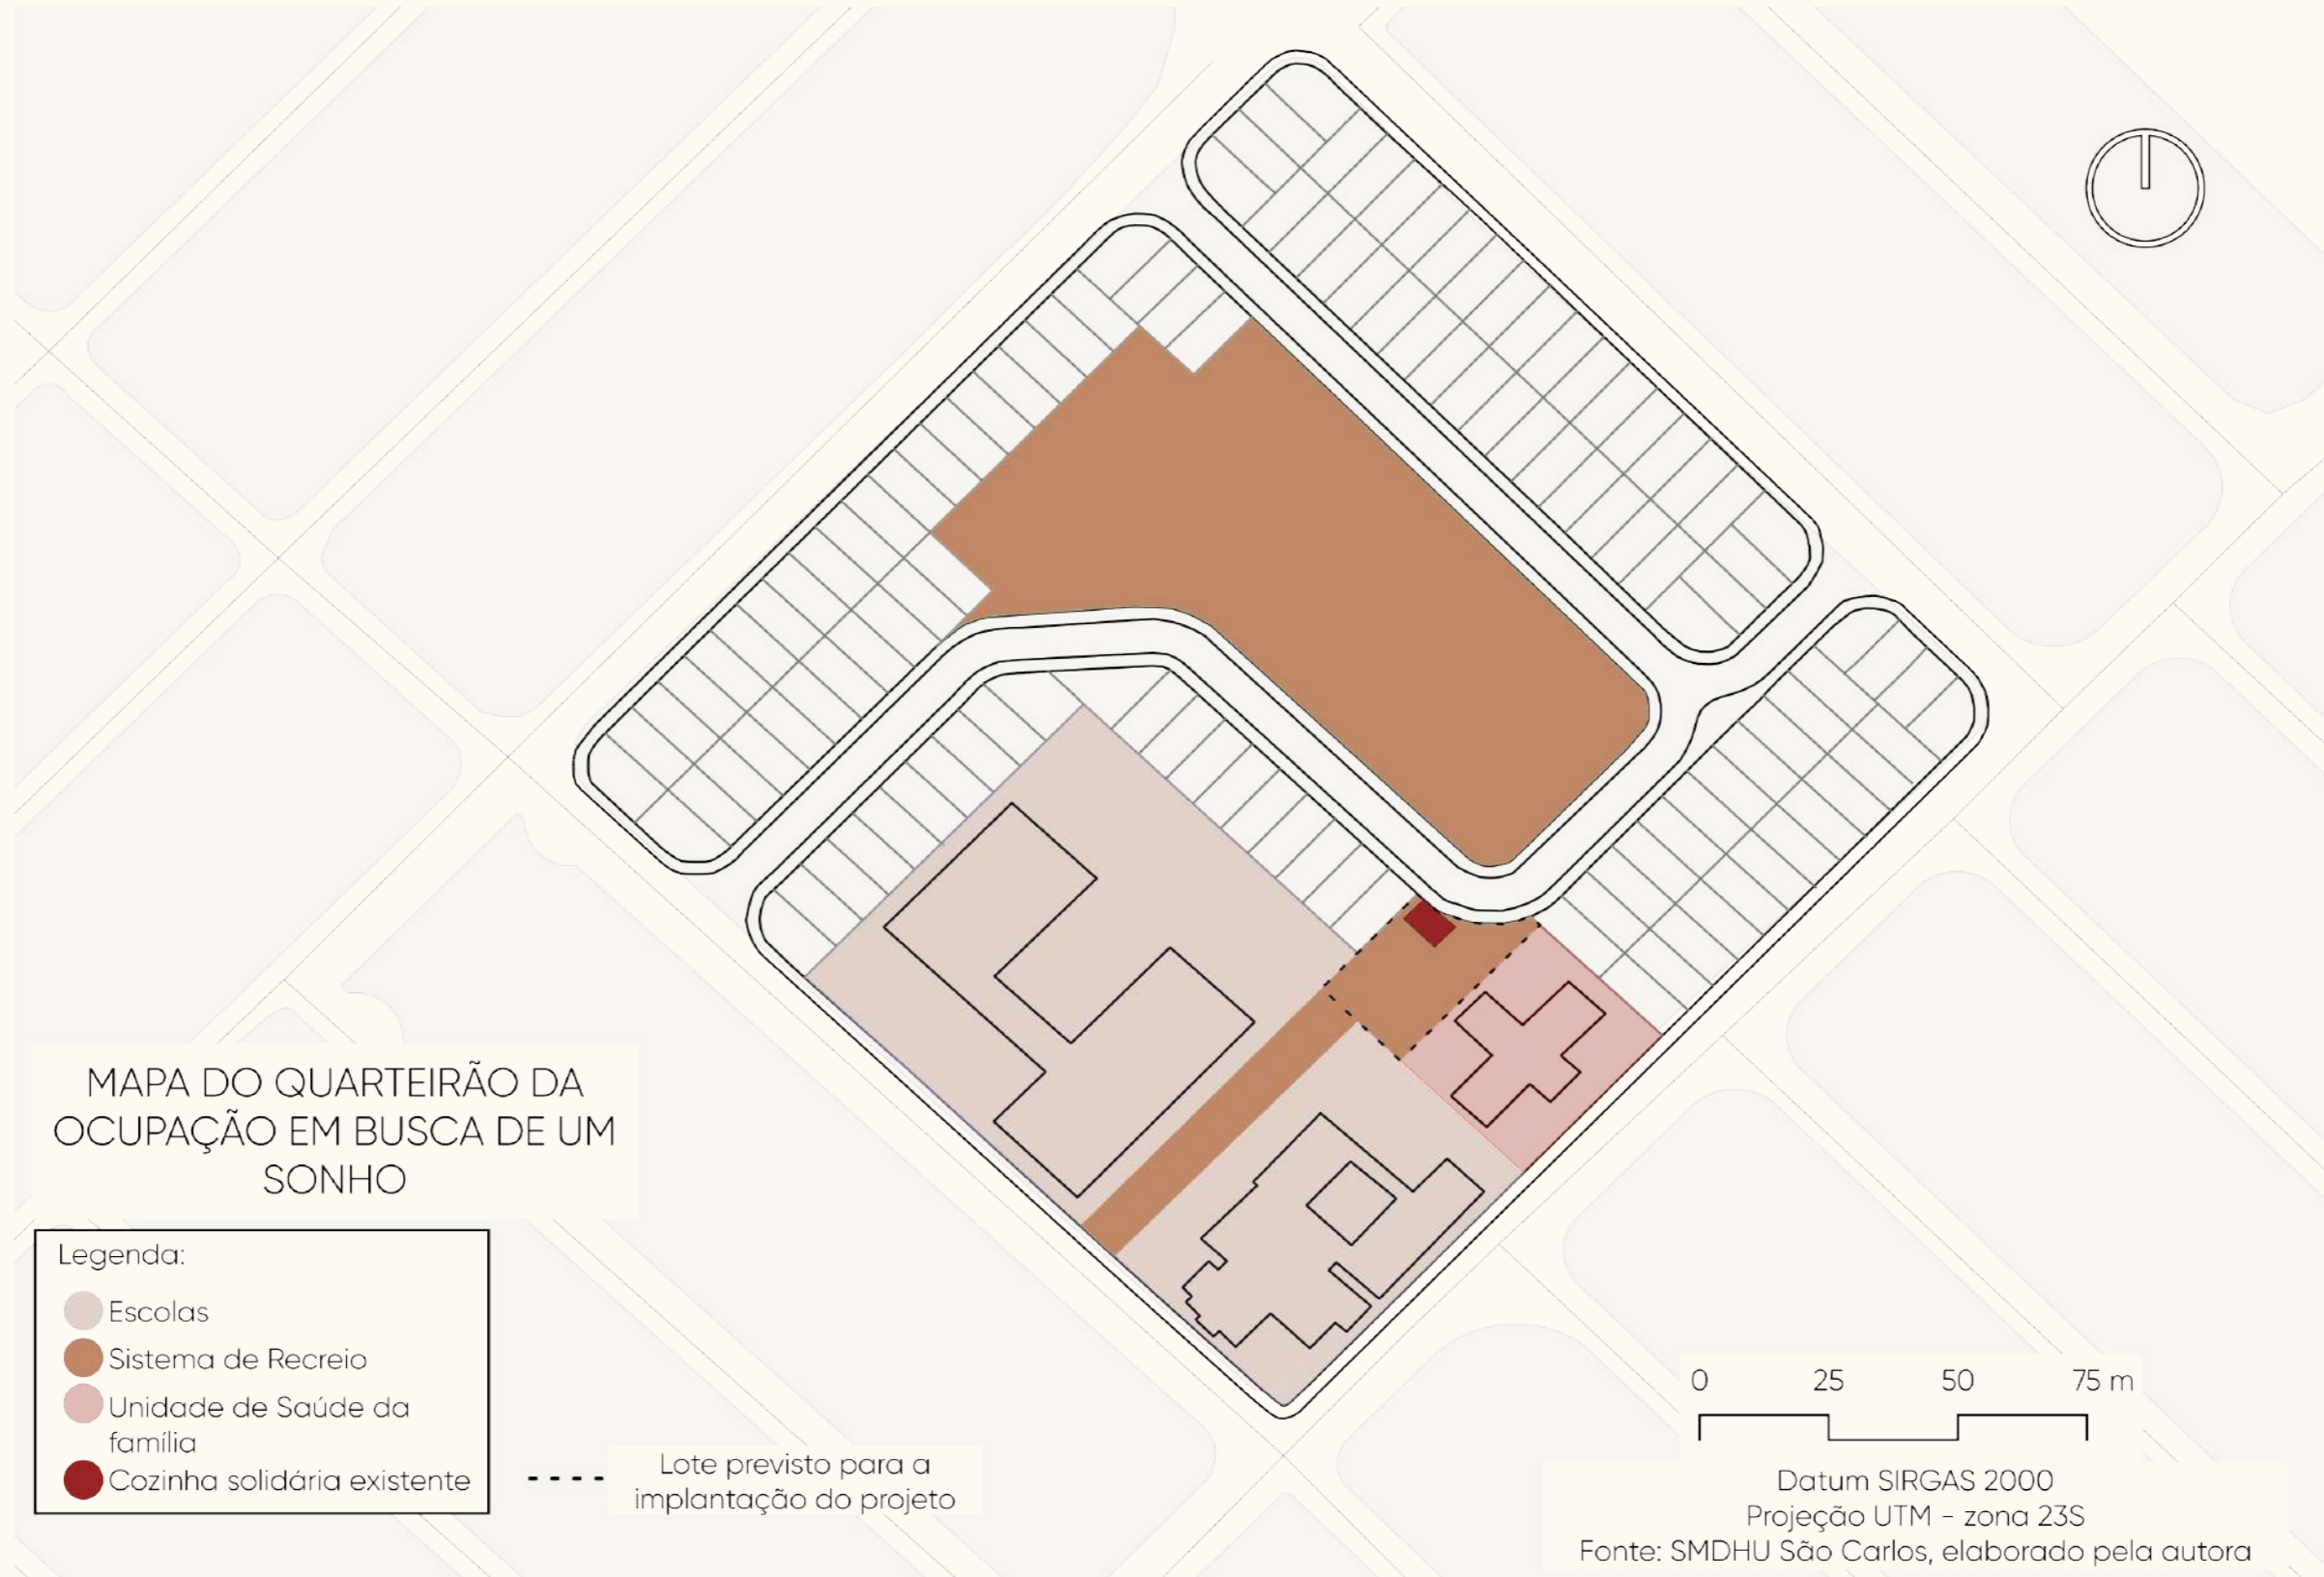 MAPA DO QUARTEIRÃO DA
OCUPAÇÃO EM BUSCA DE UM
SONHO
Legenda:
Escolas
Sistema de Recreio
Unidade de Saúde da
família
Cozinha solidária existente
Lote previsto para a
implantação do projeto
0 25 50 75 m
Datum SIRGAS 2000
Projeção UTM - zona 23S
Fonte: SMDHU São Carlos, elaborado pela autora